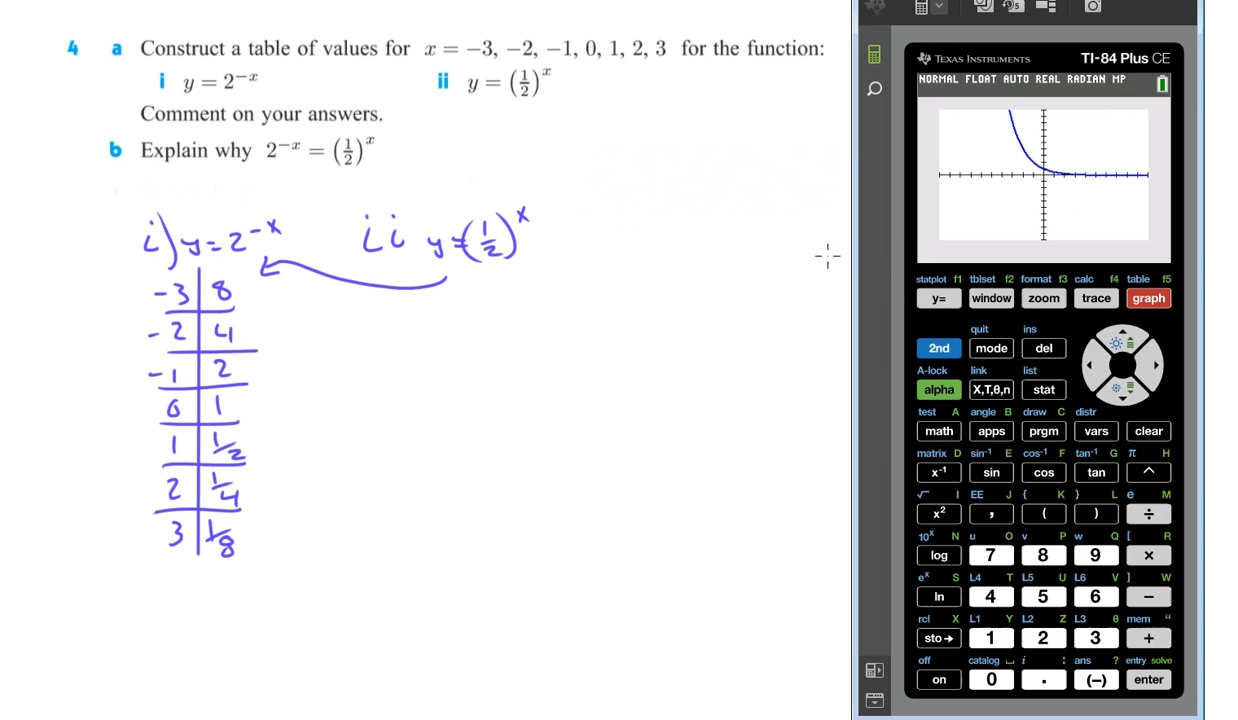 4 a Construct a table of values for x = −3, −2, −1, 0, 1, 2, 3 for the function:
i y = 2^−x ii y = (1/2)^x
Comment on your answers.
b Explain why 2^−x = (1/2)^x
i) y = 2^-x ii y = (1/2)^x
-3 8
-2 4
-1 2
0 1
1 1/2
2 1/4
3 1/8
TEXAS INSTRUMENTS TI-84 Plus CE
NORMAL FLOAT AUTO REAL RADIAN MP
statplot f1 tblset f2 format f3 calc f4 table f5
y= window zoom trace graph
quit ins
2nd mode del
A-lock link list
alpha X,T,θ,n stat
test A angle B draw C distr
math apps prgm vars clear
matrix D sin⁻¹ E cos⁻¹ F tan⁻¹ G π H
x⁻¹ sin cos tan ^
√ I EE J { K } L e M
x² , ( ) ÷
10ˣ N u O v P w Q [ R
log 7 8 9 ×
eˣ S L4 T L5 U L6 V ] W
ln 4 5 6 −
rcl X L1 Y L2 Z L3 θ mem "
sto→ 1 2 3 +
off catalog ⎵ i : ans ? entry solve
on 0 . (−) enter